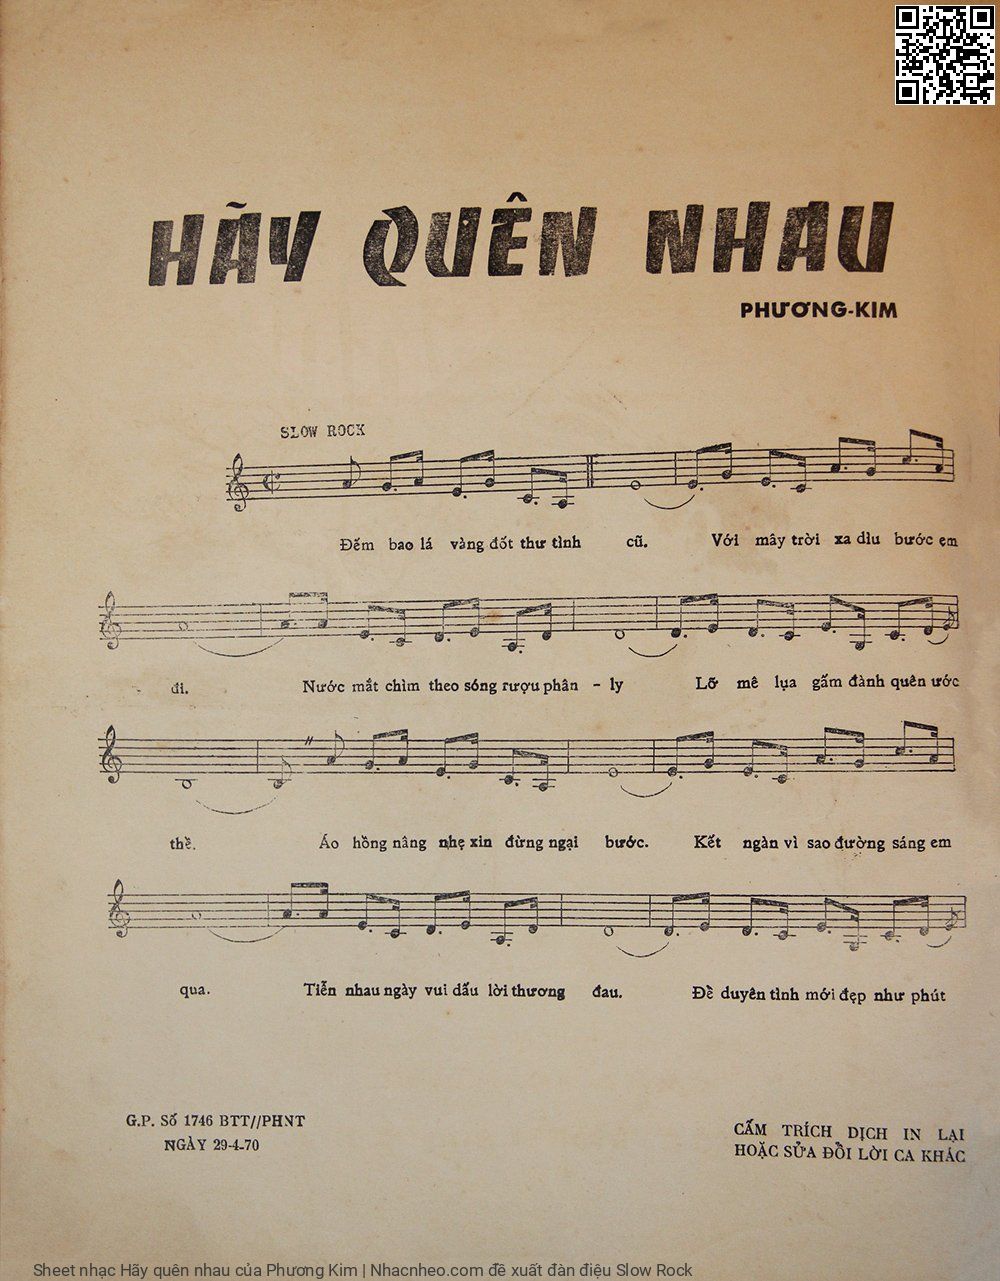 HÃY QUÊN NHAU
PHƯƠNG-KIM
SLOW ROCK
Đếm bao lá vàng đốt thư tình cũ. Với mây trời xa dìu bước em
đi. Nước mắt chìm theo sóng rượu phân - ly Lỡ mê lụa gấm đành quên ước
thề. Áo hồng nâng nhẹ xin đừng ngại bước. Kết ngàn vì sao đường sáng em
qua. Tiễn nhau ngày vui dấu lời thương đau. Đề duyên tình mới đẹp như phút
G.P. Số 1746 BTT//PHNT
NGÀY 29-4-70
CẤM TRÍCH DỊCH IN LẠI
HOẶC SỬA ĐỔI LỜI CA KHÁC
Sheet nhạc Hãy quên nhau của Phương Kim | Nhacnheo.com đề xuất đàn điệu Slow Rock